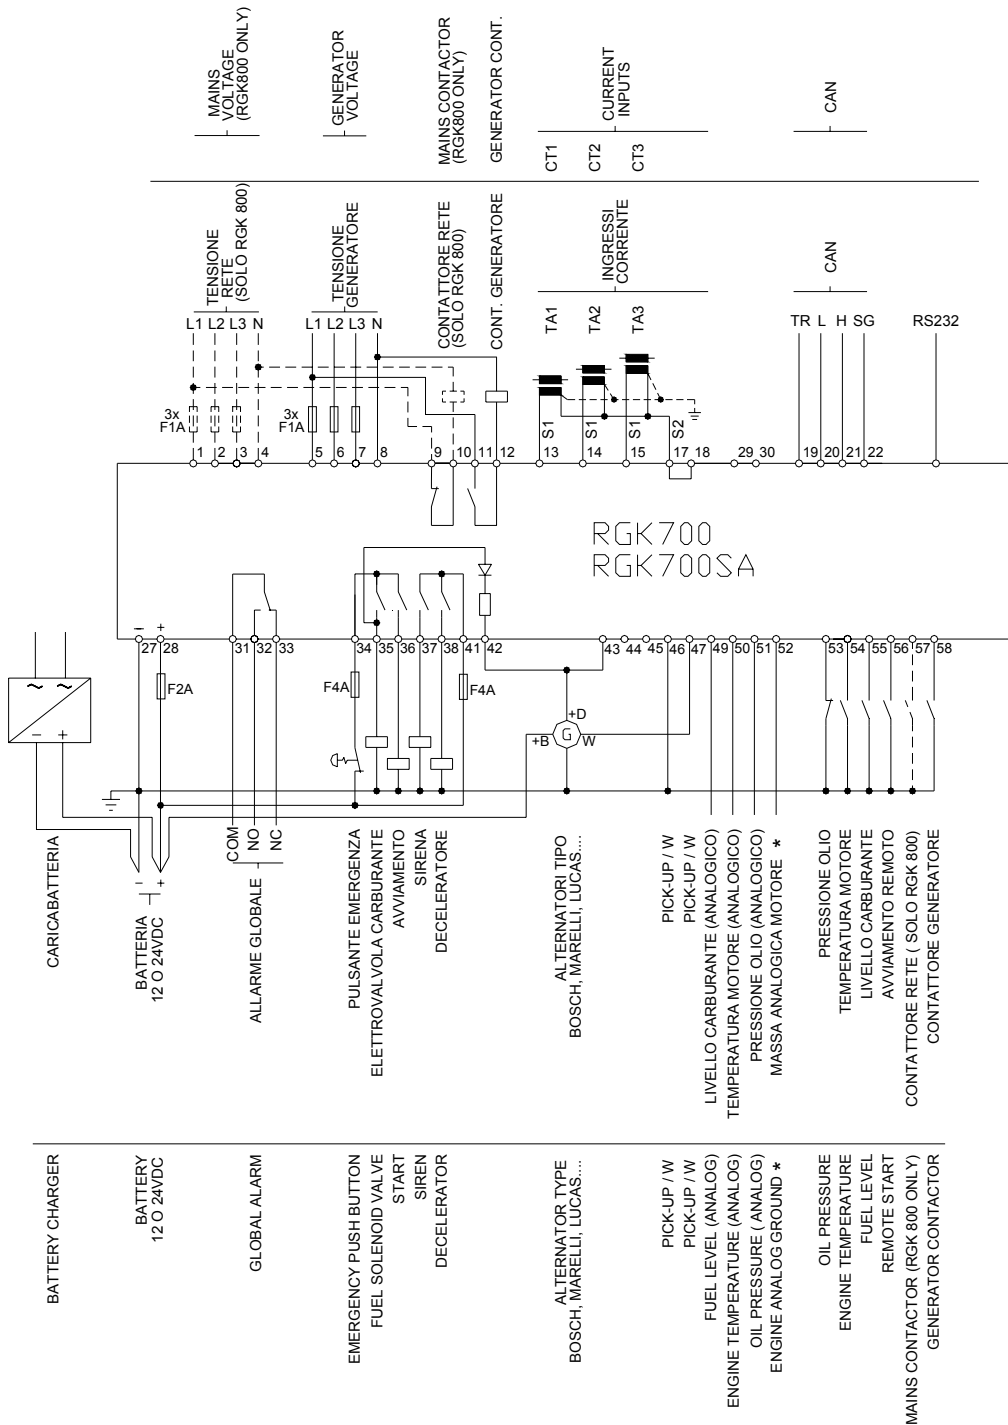 MAINS
VOLTAGE
(RGK800 ONLY)
GENERATOR
VOLTAGE
MAINS CONTACTOR
(RGK800 ONLY)
GENERATOR CONT.
CURRENT
INPUTS
CT1
CT2
CT3
CAN
TENSIONE
RETE
(SOLO RGK 800)
TENSIONE
GENERATORE
CONTATTORE RETE
(SOLO RGK 800)
CONT. GENERATORE
INGRESSI
CORRENTE
TA1
TA2
TA3
CAN
L1 L2 L3 N
L1 L2 L3 N
TR L H SG
RS232
3x
F1A
3x
F1A
S1
S1
S1
S2
1 2 3 4 5 6 7 8 9 10 11 12 13 14 15 17 18 29 30 19 20 21 22
RGK700
RGK700SA
- +
27 28 31 32 33 34 35 36 37 38 41 42 43 44 45 46 47 49 50 51 52 53 54 55 56 57 58
~ ~
- +
F2A
F4A
F4A
+D
+B
G
W
COM
NO
NC
- +
CARICABATTERIA
BATTERIA
12 O 24VDC
ALLARME GLOBALE
PULSANTE EMERGENZA
ELETTROVALVOLA CARBURANTE
AVVIAMENTO
SIRENA
DECELERATORE
ALTERNATORI TIPO
BOSCH, MARELLI, LUCAS....
PICK-UP / W
PICK-UP / W
LIVELLO CARBURANTE (ANALOGICO)
TEMPERATURA MOTORE (ANALOGICO)
PRESSIONE OLIO (ANALOGICO)
MASSA ANALOGICA MOTORE *
PRESSIONE OLIO
TEMPERATURA MOTORE
LIVELLO CARBURANTE
AVVIAMENTO REMOTO
CONTATTORE RETE ( SOLO RGK 800)
CONTATTORE GENERATORE
BATTERY CHARGER
BATTERY
12 O 24VDC
GLOBAL ALARM
EMERGENCY PUSH BUTTON
FUEL SOLENOID VALVE
START
SIREN
DECELERATOR
ALTERNATOR TYPE
BOSCH, MARELLI, LUCAS....
PICK-UP / W
PICK-UP / W
FUEL LEVEL (ANALOG)
ENGINE TEMPERATURE (ANALOG)
OIL PRESSURE ( ANALOG)
ENGINE ANALOG GROUND *
OIL PRESSURE
ENGINE TEMPERATURE
FUEL LEVEL
REMOTE START
MAINS CONTACTOR (RGK 800 ONLY)
GENERATOR CONTACTOR